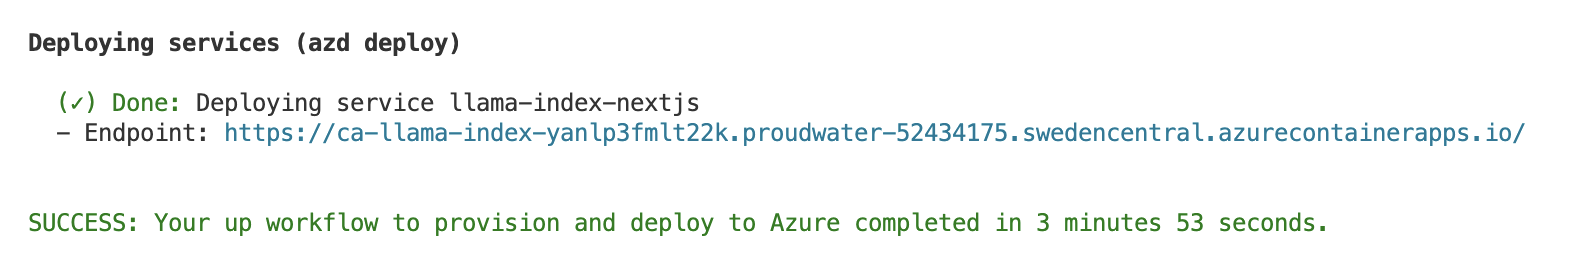 Deploying services (azd deploy)
(✓) Done: Deploying service llama-index-nextjs
- Endpoint: https://ca-llama-index-yanlp3fmlt22k.proudwater-52434175.swedencentral.azurecontainerapps.io/
SUCCESS: Your up workflow to provision and deploy to Azure completed in 3 minutes 53 seconds.